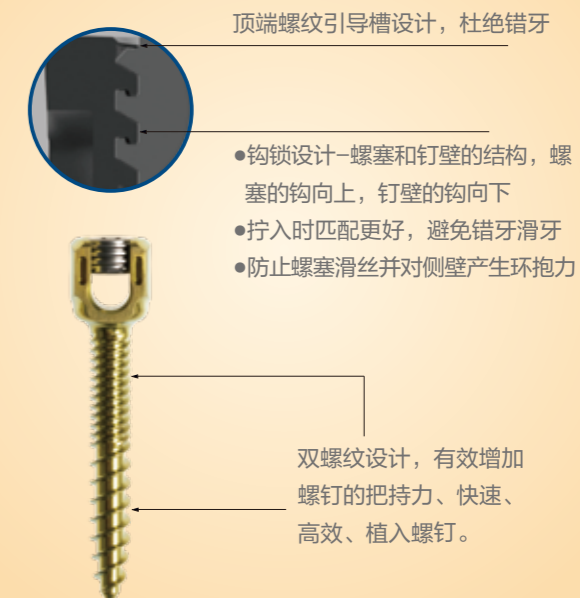 顶端螺纹引导槽设计，杜绝错牙
●钩锁设计–螺塞和钉壁的结构，螺
塞的钩向上，钉壁的钩向下
●拧入时匹配更好，避免错牙滑牙
●防止螺塞滑丝并对侧壁产生环抱力
双螺纹设计，有效增加
螺钉的把持力、快速、
高效、植入螺钉。